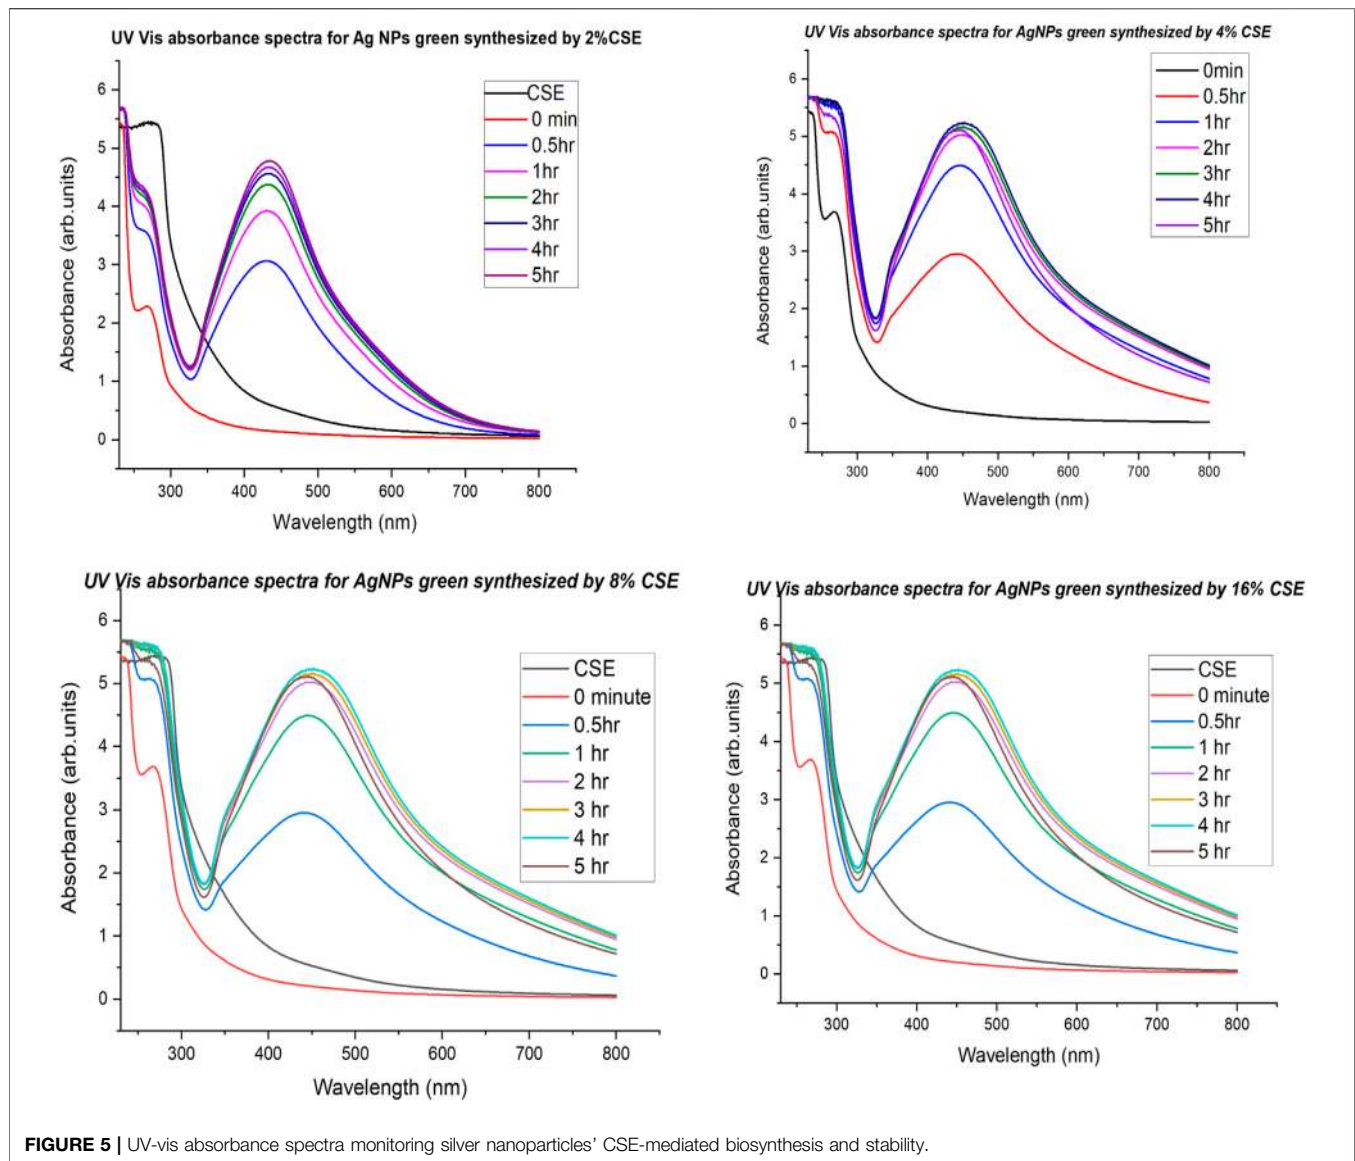 UV Vis absorbance spectra for Ag NPs green synthesized by 2%CSE
6
5
4
3
2
1
0
Absorbance (arb.units)
CSE
0 min
0.5hr
1hr
2hr
3hr
4hr
5hr
300 400 500 600 700 800
Wavelength (nm)
UV Vis absorbance spectra for AgNPs green synthesized by 4% CSE
6
5
4
3
2
1
0
Absorbance (arb.units)
0min
0.5hr
1hr
2hr
3hr
4hr
5hr
300 400 500 600 700 800
Wavelength (nm)
UV Vis absorbance spectra for AgNPs green synthesized by 8% CSE
6
5
4
3
2
1
0
Absorbance (arb.units)
CSE
0 minute
0.5hr
1 hr
2 hr
3 hr
4 hr
5 hr
300 400 500 600 700 800
Wavelength (nm)
UV Vis absorbance spectra for AgNPs green synthesized by 16% CSE
6
5
4
3
2
1
0
Absorbance (arb.units)
CSE
0 minute
0.5hr
1 hr
2 hr
3 hr
4 hr
5 hr
300 400 500 600 700 800
Wavelength (nm)
FIGURE 5 | UV-vis absorbance spectra monitoring silver nanoparticles' CSE-mediated biosynthesis and stability.